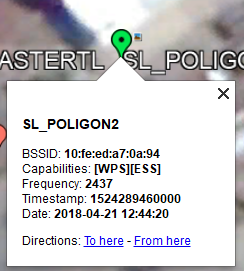 ASTERTL SL_POLIGO
SL_POLIGON2
BSSID: 10:fe:ed:a7:0a:94
Capabilities: [WPS][ESS]
Frequency: 2437
Timestamp: 1524289460000
Date: 2018-04-21 12:44:20
Directions: To here - From here